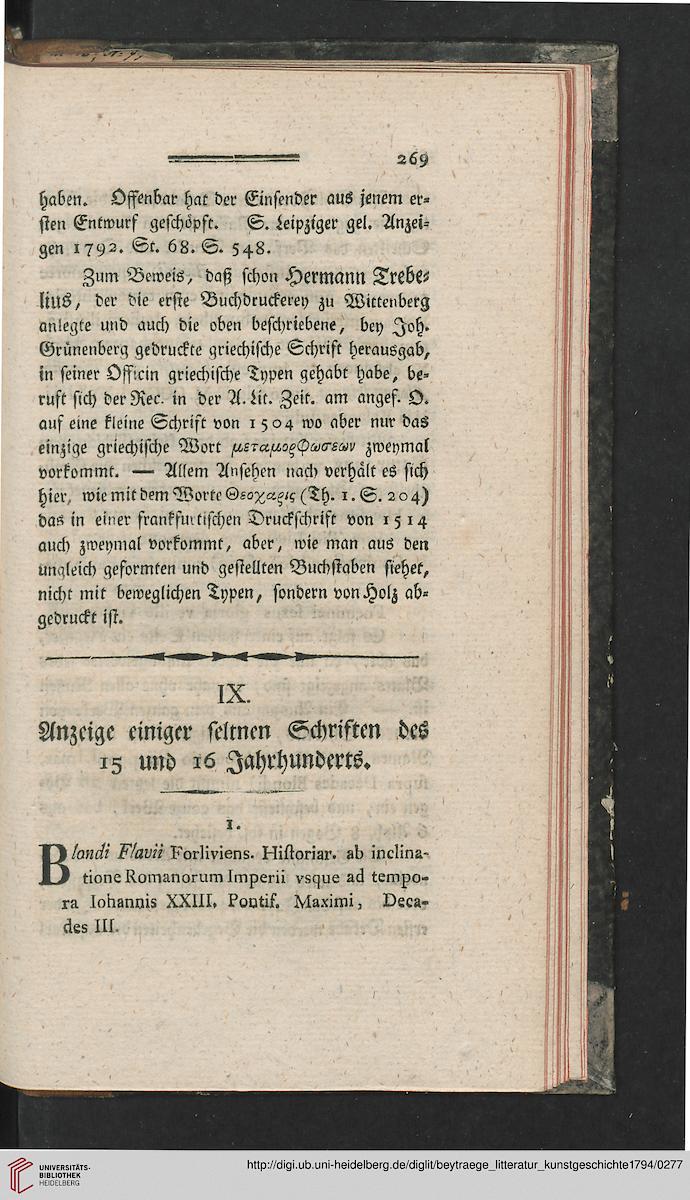 269
haben. Offenbar hat der Einsender aus jenem er-
sten Entwurf geschöpft. S. Leipziger gel. Anzei-
gen 1792. St. 68. S. 548.
Zum Beweis, daß schon Hermann Trebe-
lius, der die erste Buchdruckerey zu Wittenberg
anlegte und auch die oben beschriebene, bey Joh.
Grünenberg gedruckte griechische Schrift herausgab,
in seiner Officin griechische Typen gehabt habe, be-
ruft sich der Rec. in der A. Lit. Zeit. am angef. O.
auf eine kleine Schrift von 1504 wo aber nur das
einzige griechische Wort μεταμορφωσεων zweymal
vorkommt. — Allem Ansehen nach verhält es sich
hier, wie mit dem Worte Θεοχαρις (Th. 1. S. 204)
das in einer frankfurtischen Druckschrift von 1514
auch zweymal vorkommt, aber, wie man aus den
ungleich geformten und gestellten Buchstaben siehet,
nicht mit beweglichen Typen, sondern von Holz ab-
gedruckt ist.
IX.
Anzeige einiger seltnen Schriften des
15 und 16 Jahrhunderts.
1.
Blondi Flavii Forliviens. Hiſtoriar. ab inclina-
tione Romanorum Imperii vsque ad tempo-
ra Iohannis XXIII, Pontif. Maximi, Deca-
des III.
UNIVERSITÄTS-
BIBLIOTHEK
HEIDELBERG
http://digi.ub.uni-heidelberg.de/diglit/beytraege_litteratur_kunstgeschichte1794/0277